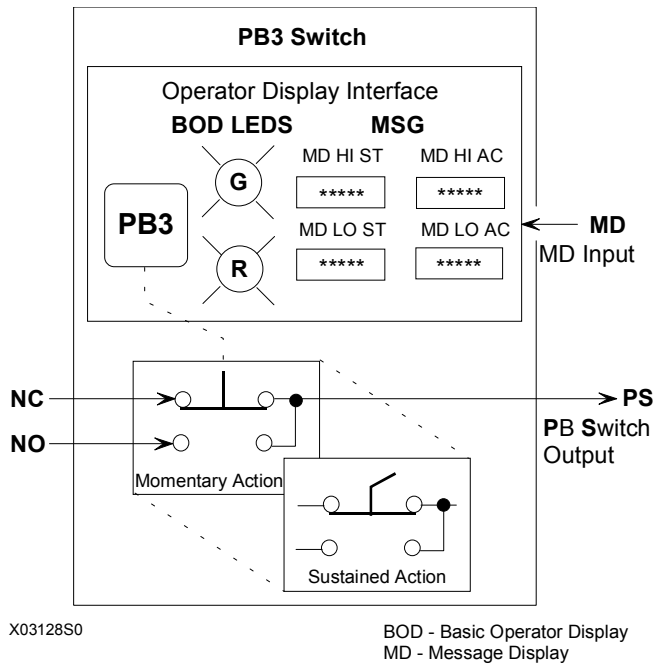 PB3 Switch
Operator Display Interface
BOD LEDS MSG
MD HI ST MD HI AC
G ***** *****
PB3
MD LO ST MD LO AC
R ***** *****
MD
MD Input
NC
NO
PS
PB Switch
Output
Momentary Action
Sustained Action
X03128S0
BOD - Basic Operator Display
MD - Message Display